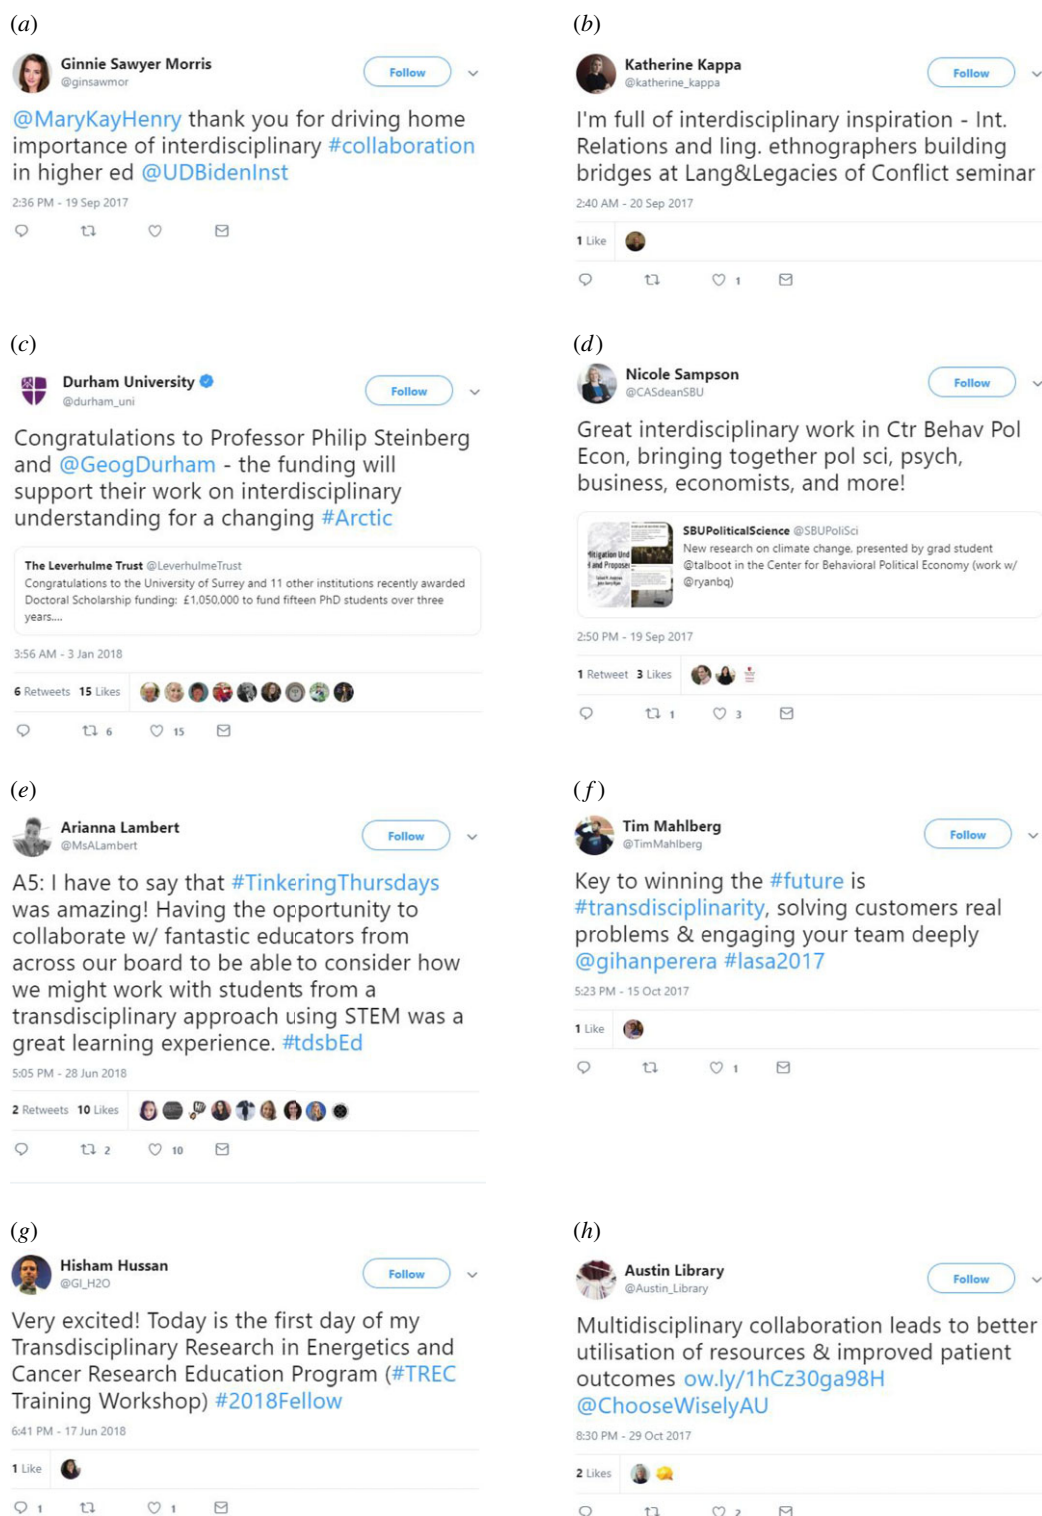 (a)
Ginnie Sawyer Morris
@ginsawmor
Follow
@MaryKayHenry thank you for driving home
importance of interdisciplinary #collaboration
in higher ed @UDBidenInst
2:36 PM - 19 Sep 2017
(b)
Katherine Kappa
@katherine_kappa
Follow
I'm full of interdisciplinary inspiration - Int.
Relations and ling. ethnographers building
bridges at Lang&Legacies of Conflict seminar
2:40 AM - 20 Sep 2017
1 Like
1
(c)
Durham University
@durham_uni
Follow
Congratulations to Professor Philip Steinberg
and @GeogDurham - the funding will
support their work on interdisciplinary
understanding for a changing #Arctic
The Leverhulme Trust @LeverhulmeTrust
Congratulations to the University of Surrey and 11 other institutions recently awarded
Doctoral Scholarship funding: £1,050,000 to fund fifteen PhD students over three
years....
3:56 AM - 3 Jan 2018
6 Retweets 15 Likes
6 15
(d)
Nicole Sampson
@CASdeanSBU
Follow
Great interdisciplinary work in Ctr Behav Pol
Econ, bringing together pol sci, psych,
business, economists, and more!
SBUPoliticalScience @SBUPoliSci
New research on climate change. presented by grad student
@talboot in the Center for Behavioral Political Economy (work w/
@ryanbq)
2:50 PM - 19 Sep 2017
1 Retweet 3 Likes
1 3
(e)
Arianna Lambert
@MsALambert
Follow
A5: I have to say that #TinkeringThursdays
was amazing! Having the opportunity to
collaborate w/ fantastic educators from
across our board to be able to consider how
we might work with students from a
transdisciplinary approach using STEM was a
great learning experience. #tdsbEd
5:05 PM - 28 Jun 2018
2 Retweets 10 Likes
2 10
(f)
Tim Mahlberg
@TimMahlberg
Follow
Key to winning the #future is
#transdisciplinarity, solving customers real
problems & engaging your team deeply
@gihanperera #lasa2017
5:23 PM - 15 Oct 2017
1 Like
1
(g)
Hisham Hussan
@GI_H2O
Follow
Very excited! Today is the first day of my
Transdisciplinary Research in Energetics and
Cancer Research Education Program (#TREC
Training Workshop) #2018Fellow
6:41 PM - 17 Jun 2018
1 Like
1 1
(h)
Austin Library
@Austin_Library
Follow
Multidisciplinary collaboration leads to better
utilisation of resources & improved patient
outcomes ow.ly/1hCz30ga98H
@ChooseWiselyAU
8:30 PM - 29 Oct 2017
2 Likes
2